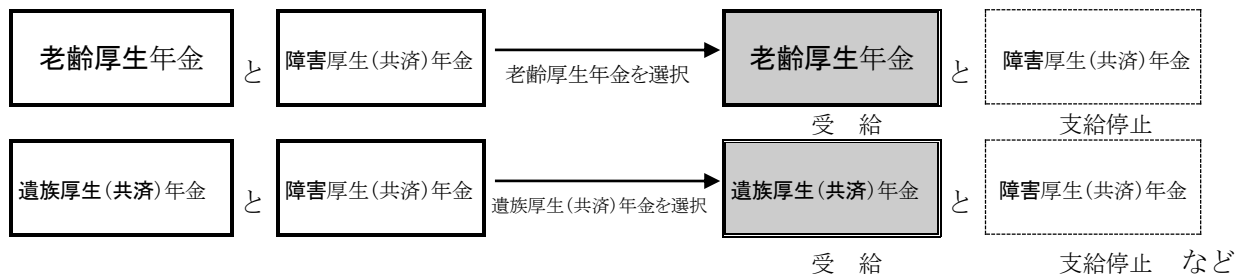 老齢厚生年金 と 障害厚生(共済)年金 老齢厚生年金を選択 老齢厚生年金 と 障害厚生(共済)年金
受 給 支給停止
遺族厚生(共済)年金 と 障害厚生(共済)年金 遺族厚生(共済)年金を選択 遺族厚生(共済)年金 と 障害厚生(共済)年金
受 給 支給停止 など